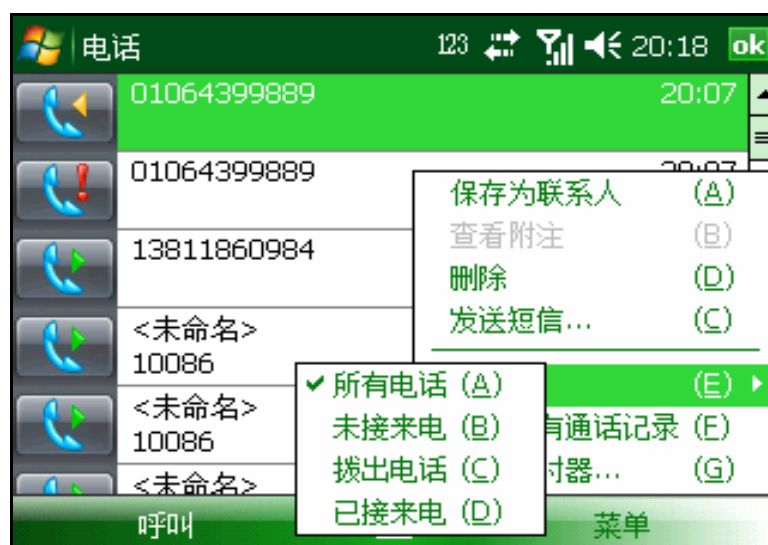 电话 123 20:18 ok
01064399889 20:07
01064399889
13811860984
<未命名>
10086
<未命名>
10086
<未命名>
保存为联系人 (A)
查看附注 (B)
删除 (D)
发送短信... (C)
(E)
有通话记录 (F)
时器... (G)
✔所有电话 (A)
未接来电 (B)
拨出电话 (C)
已接来电 (D)
呼叫 菜单